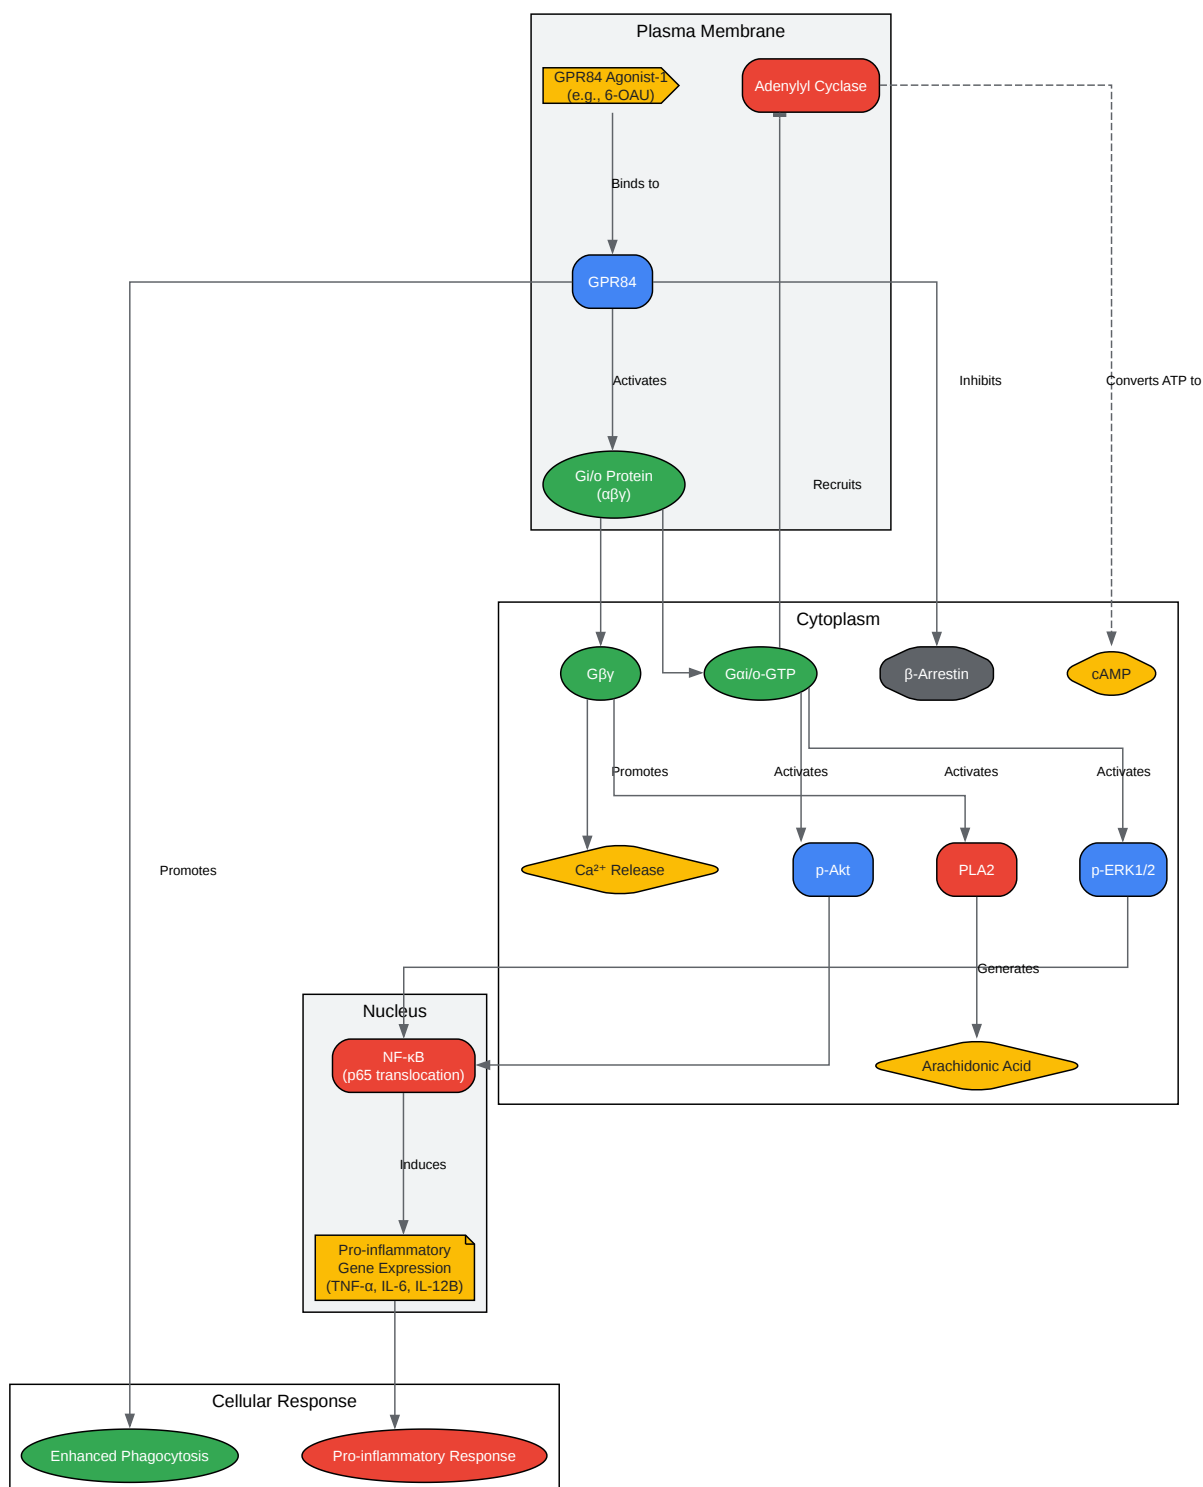 Plasma Membrane
GPR84 Agonist-1
(e.g., 6-OAU)
Adenylyl Cyclase
Binds to
GPR84
Activates
Inhibits
Converts ATP to
Gi/o Protein
(αβγ)
Recruits
Cytoplasm
Gβγ
Gαi/o-GTP
β-Arrestin
cAMP
Promotes
Activates
Activates
Activates
Promotes
Ca²⁺ Release
p-Akt
PLA2
p-ERK1/2
Generates
Nucleus
NF-κB
(p65 translocation)
Arachidonic Acid
Induces
Pro-inflammatory
Gene Expression
(TNF-α, IL-6, IL-12B)
Cellular Response
Enhanced Phagocytosis
Pro-inflammatory Response